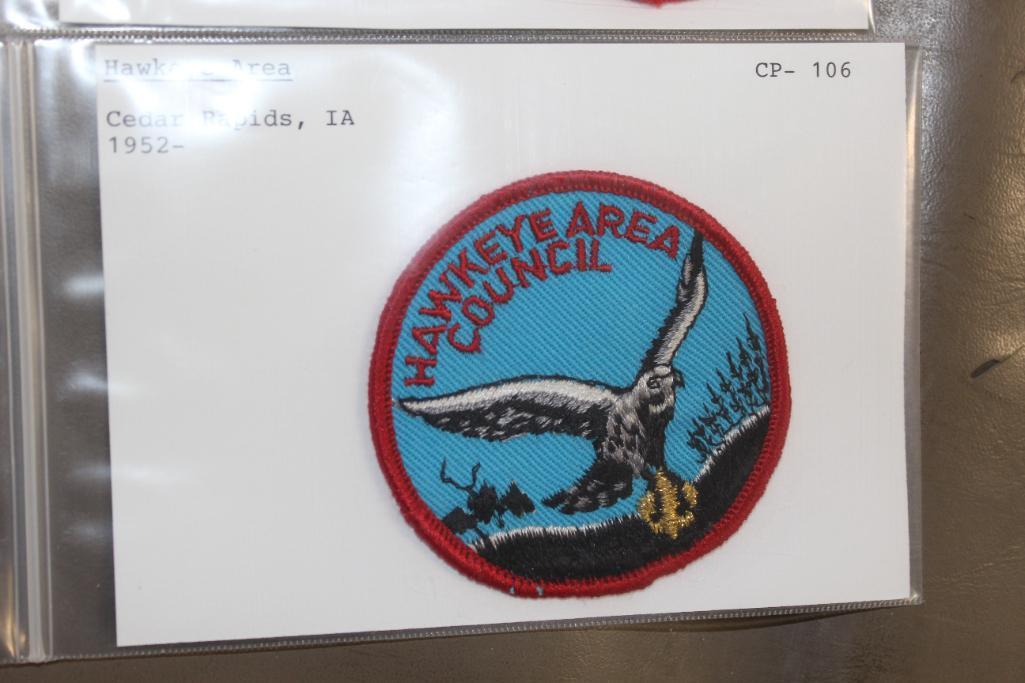 Hawkeye Area
CP- 106
Cedar Rapids, IA
1952-
HAWKEYE AREA
COUNCIL